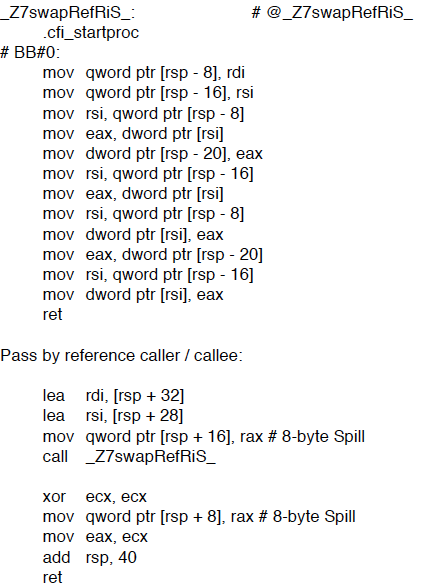 _Z7swapRefRiS_: # @_Z7swapRefRiS_
.cfi_startproc
# BB#0:
mov qword ptr [rsp - 8], rdi
mov qword ptr [rsp - 16], rsi
mov rsi, qword ptr [rsp - 8]
mov eax, dword ptr [rsi]
mov dword ptr [rsp - 20], eax
mov rsi, qword ptr [rsp - 16]
mov eax, dword ptr [rsi]
mov rsi, qword ptr [rsp - 8]
mov dword ptr [rsi], eax
mov eax, dword ptr [rsp - 20]
mov rsi, qword ptr [rsp - 16]
mov dword ptr [rsi], eax
ret
Pass by reference caller / callee:
lea rdi, [rsp + 32]
lea rsi, [rsp + 28]
mov qword ptr [rsp + 16], rax # 8-byte Spill
call _Z7swapRefRiS_
xor ecx, ecx
mov qword ptr [rsp + 8], rax # 8-byte Spill
mov eax, ecx
add rsp, 40
ret